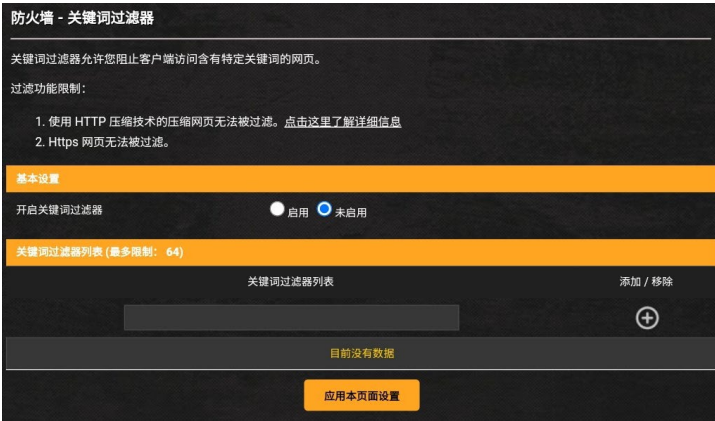 防火墙 - 关键词过滤器
关键词过滤器允许您阻止客户端访问含有特定关键词的网页。
过滤功能限制：
1. 使用 HTTP 压缩技术的压缩网页无法被过滤。点击这里了解详细信息
2. Https 网页无法被过滤。
基本设置
开启关键词过滤器 启用 未启用
关键词过滤器列表 (最多限制： 64)
关键词过滤器列表 添加 / 移除
目前没有数据
应用本页面设置